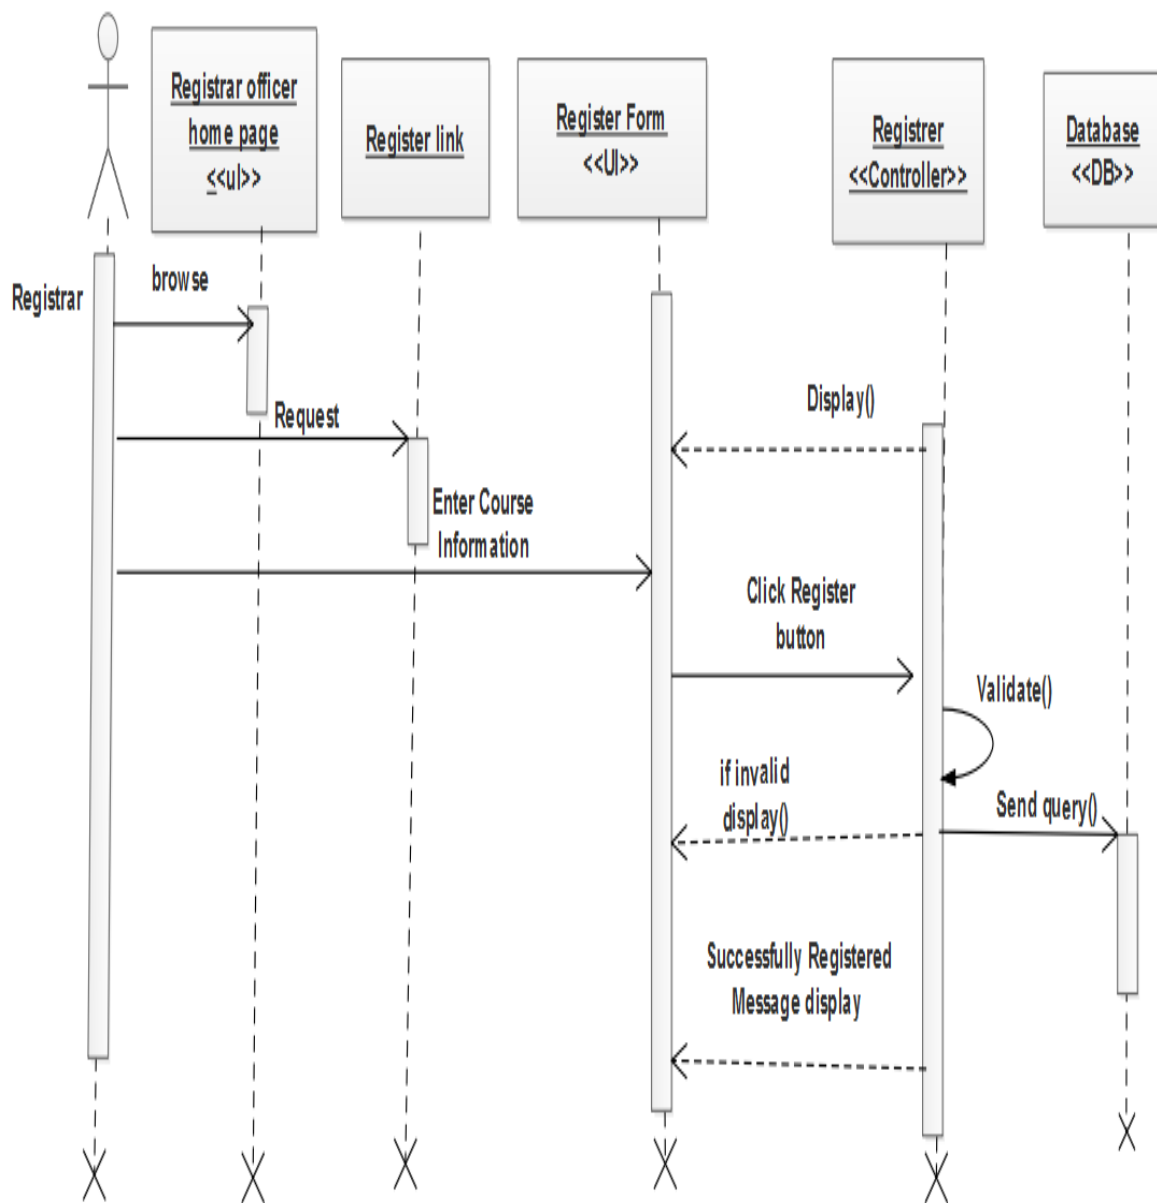 Registrar officer
home page
<<uI>>
Register link
Register Form
<<UI>>
Registrer
<<Controller>>
Database
<<DB>>
Registrar
browse
Request
Display()
Enter Course
Information
Click Register
button
Validate()
if invalid
display()
Send query()
Successfully Registered
Message display